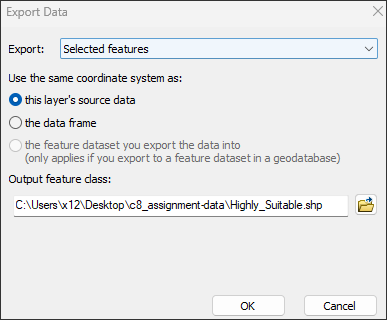 Export Data
Export: Selected features
Use the same coordinate system as:
this layer's source data
the data frame
the feature dataset you export the data into
(only applies if you export to a feature dataset in a geodatabase)
Output feature class:
C:\Users\x12\Desktop\c8_assignment-data\Highly_Suitable.shp
OK Cancel